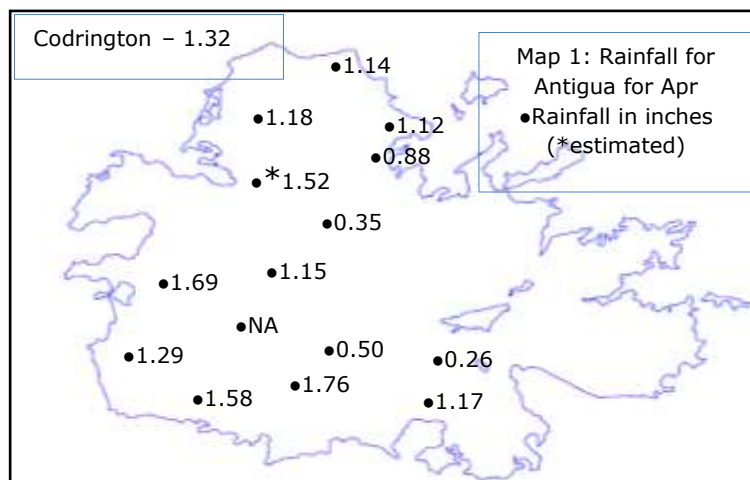 Codrington – 1.32
Map 1: Rainfall for
Antigua for Apr
●Rainfall in inches
(*estimated)
●1.14
●1.18
●1.12
●0.88
●*1.52
●0.35
●1.15
●1.69
●NA
●0.50
●1.29
●0.26
●1.76
●1.58
●1.17